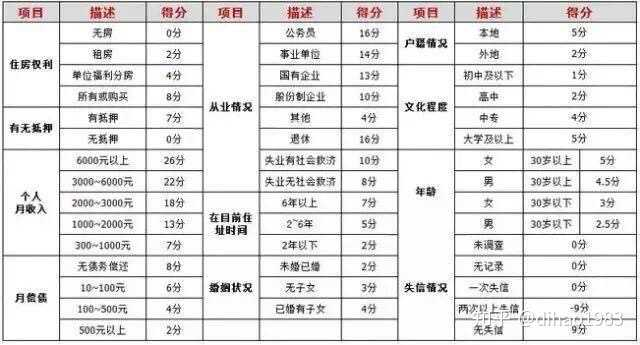 项目 描述 得分 项目 描述 得分 项目 描述 得分
住房权利 无房 0分 从业情况 公务员 16分 户籍情况 本地 5分
租房 2分 事业单位 14分 外地 2分
单位福利分房 4分 国有企业 13分 文化程度 初中及以下 1分
所有或购买 8分 股份制企业 10分 高中 2分
有无抵押 有抵押 7分 其他 4分 中专 4分
无抵押 0分 退休 16分 大学及以上 5分
个人月收入 6000元以上 26分 失业有社会救济 10分 年龄 女 30岁以上 5分
3000~6000元 22分 失业无社会救济 8分 男 30岁以上 4.5分
2000~3000元 18分 在目前住址时间 6年以上 7分 女 30岁以下 3分
1000~2000元 13分 2~6年 5分 男 30岁以下 2.5分
300~1000元 7分 2年以下 2分 失信情况 未调查 0分
月偿债 无债务偿还 8分 婚姻状况 未婚已婚 2分 无记录 0分
10~100元 6分 无子女 3分 一次失信 0分
100~500元 4分 已婚有子女 4分 两次以上失信 -9分
500元以上 2分 无失信 9分
知乎 @dihao1983